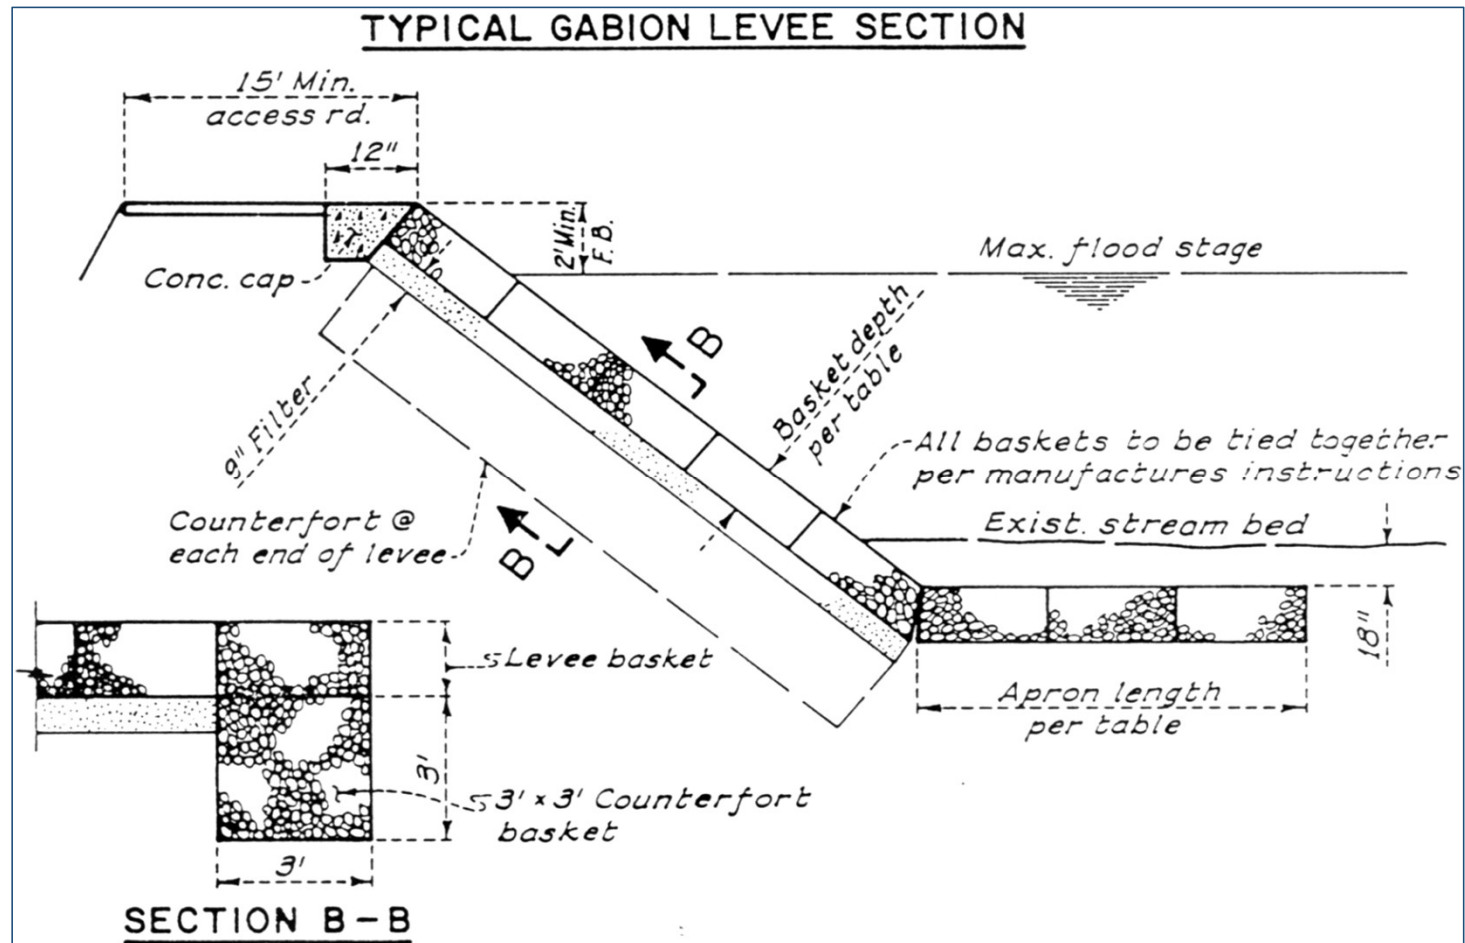 TYPICAL GABION LEVEE SECTION
15' Min.
access rd.
12"
2' Min.
F.B.
Max. flood stage
Conc. cap
B
Basket depth
per table
9" Filter
All baskets to be tied together
per manufactures instructions
Counterfort @
each end of levee
B
Exist. stream bed
18"
Levee basket
Apron length
per table
3'
3' x 3' Counterfort
basket
3'
SECTION B-B